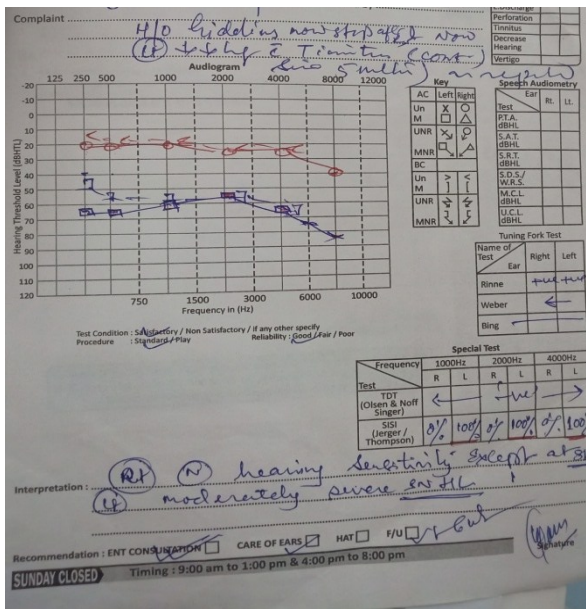 C.Discharge
Perforation
Tinnitus
Decrease Hearing
Vertigo
Complaint
H/O giddiness now stopped now
Audiogram
125 250 500 1000 2000 4000 8000 12000
-20
-10
0
10
20
30
40
50
60
70
80
90
100
110
120
Hearing Threshold Level (dBHTL)
750 1500 3000 6000 10000
Frequency in (Hz)
Key
AC Left Right
Un X O
M □ △
UNR
MNR
BC
Un > <
M ] [
UNR
MNR
Speech Audiometry
Ear Rt. Lt.
Test
P.T.A. dBHL
S.A.T. dBHL
S.R.T. dBHL
S.D.S./ W.R.S.
M.C.L. dBHL
U.C.L. dBHL
Tuning Fork Test
Name of Test Ear Right Left
Rinne +ve +ve
Weber ←
Bing
Test Condition : Satisfactory / Non Satisfactory / if any other specify
Procedure : Standard / Play Reliability : Good / Fair / Poor
Special Test
Frequency 1000Hz 2000Hz 4000Hz
Test R L R L R L
TDT (Olsen & Noff Singer) ← -ve →
SISI (Jerger / Thompson) 0% 100% 0% 100% 0% 100
Interpretation : Rt N hearing sensitivity except at 8
Lt moderately severe SNHL
Recommendation : ENT CONSULTATION □ CARE OF EARS □ HAT □ F/U □
Signature
SUNDAY CLOSED Timing : 9:00 am to 1:00 pm & 4:00 pm to 8:00 pm